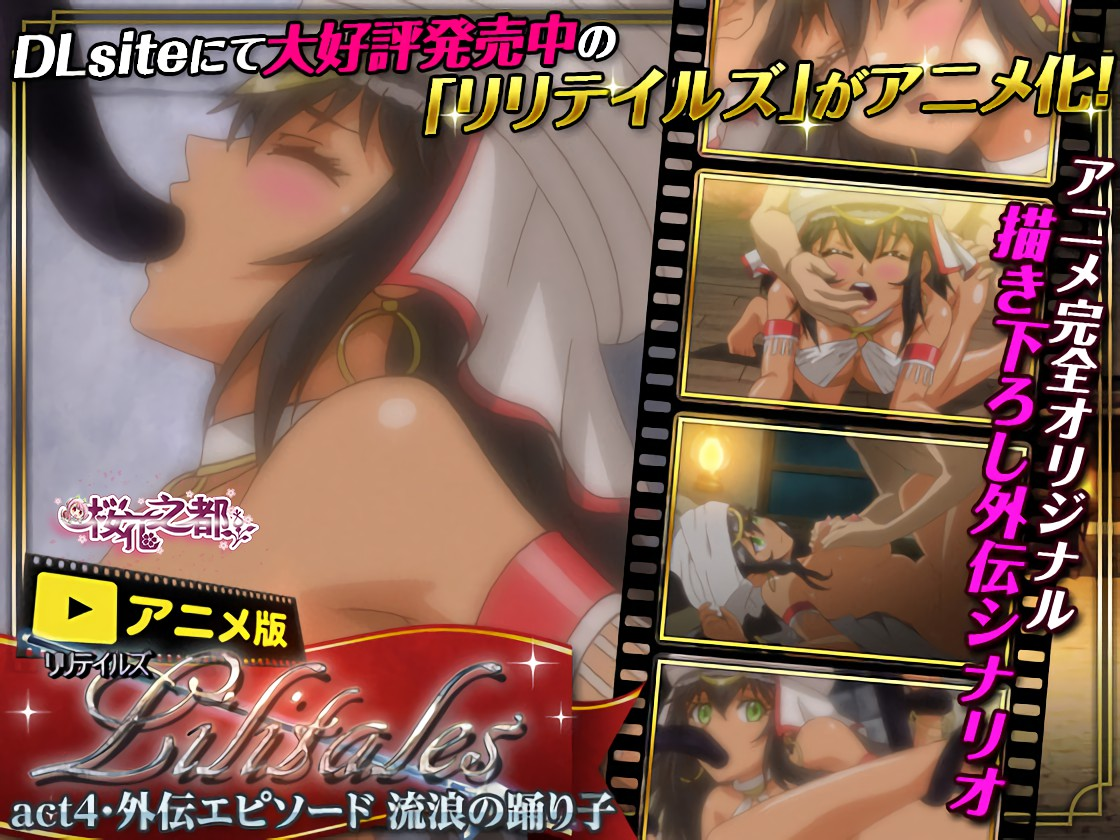 DLsiteにて大好評発売中の
「リリテイルズ」がアニメ化!
アニメ完全オリジナル
描き下ろし外伝シナリオ
桜花之都
アニメ版
リリテイルズ
Lilitales
act4・外伝エピソード 流浪の踊り子